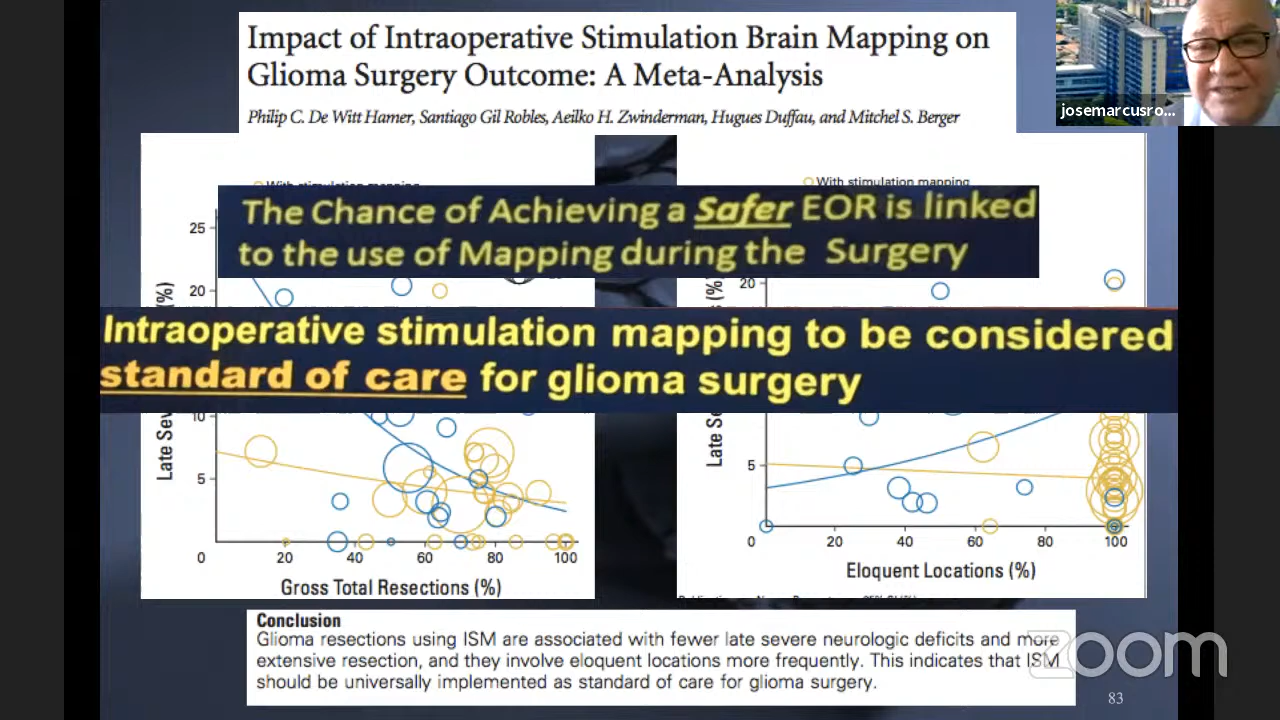 Impact of Intraoperative Stimulation Brain Mapping on
Glioma Surgery Outcome: A Meta-Analysis
Philip C. De Witt Hamer, Santiago Gil Robles, Aeilko H. Zwinderman, Hugues Duffau, and Mitchel S. Berger
josemarcusro...
With stimulation mapping
With stimulation mapping
The Chance of Achieving a Safer EOR is linked
to the use of Mapping during the Surgery
Intraoperative stimulation mapping to be considered
standard of care for glioma surgery
25
20
10
5
0
20
40
60
80
100
Late
(%)
Gross Total Resections (%)
20
5
0
20
40
60
80
100
Late
Eloquent Locations (%)
Conclusion
Glioma resections using ISM are associated with fewer late severe neurologic deficits and more
extensive resection, and they involve eloquent locations more frequently. This indicates that ISM
should be universally implemented as standard of care for glioma surgery.
zoom
83